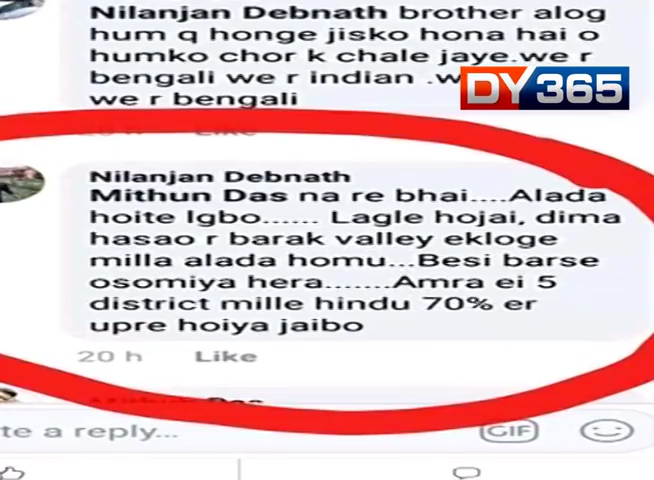 Nilanjan Debnath brother alog
hum q honge jisko hona hai o
humko chor k chale jaye.we r
bengali we r indian .w
we r bengali
DY365
Like
Nilanjan Debnath
Mithun Das na re bhai....Alada
hoite lgbo...... Lagle hojai, dima
hasao r barak valley ekloge
milla alada homu...Besi barse
osomiya hera.......Amra ei 5
district mille hindu 70% er
upre hoiya jaibo
20 h Like
te a reply...
GIF